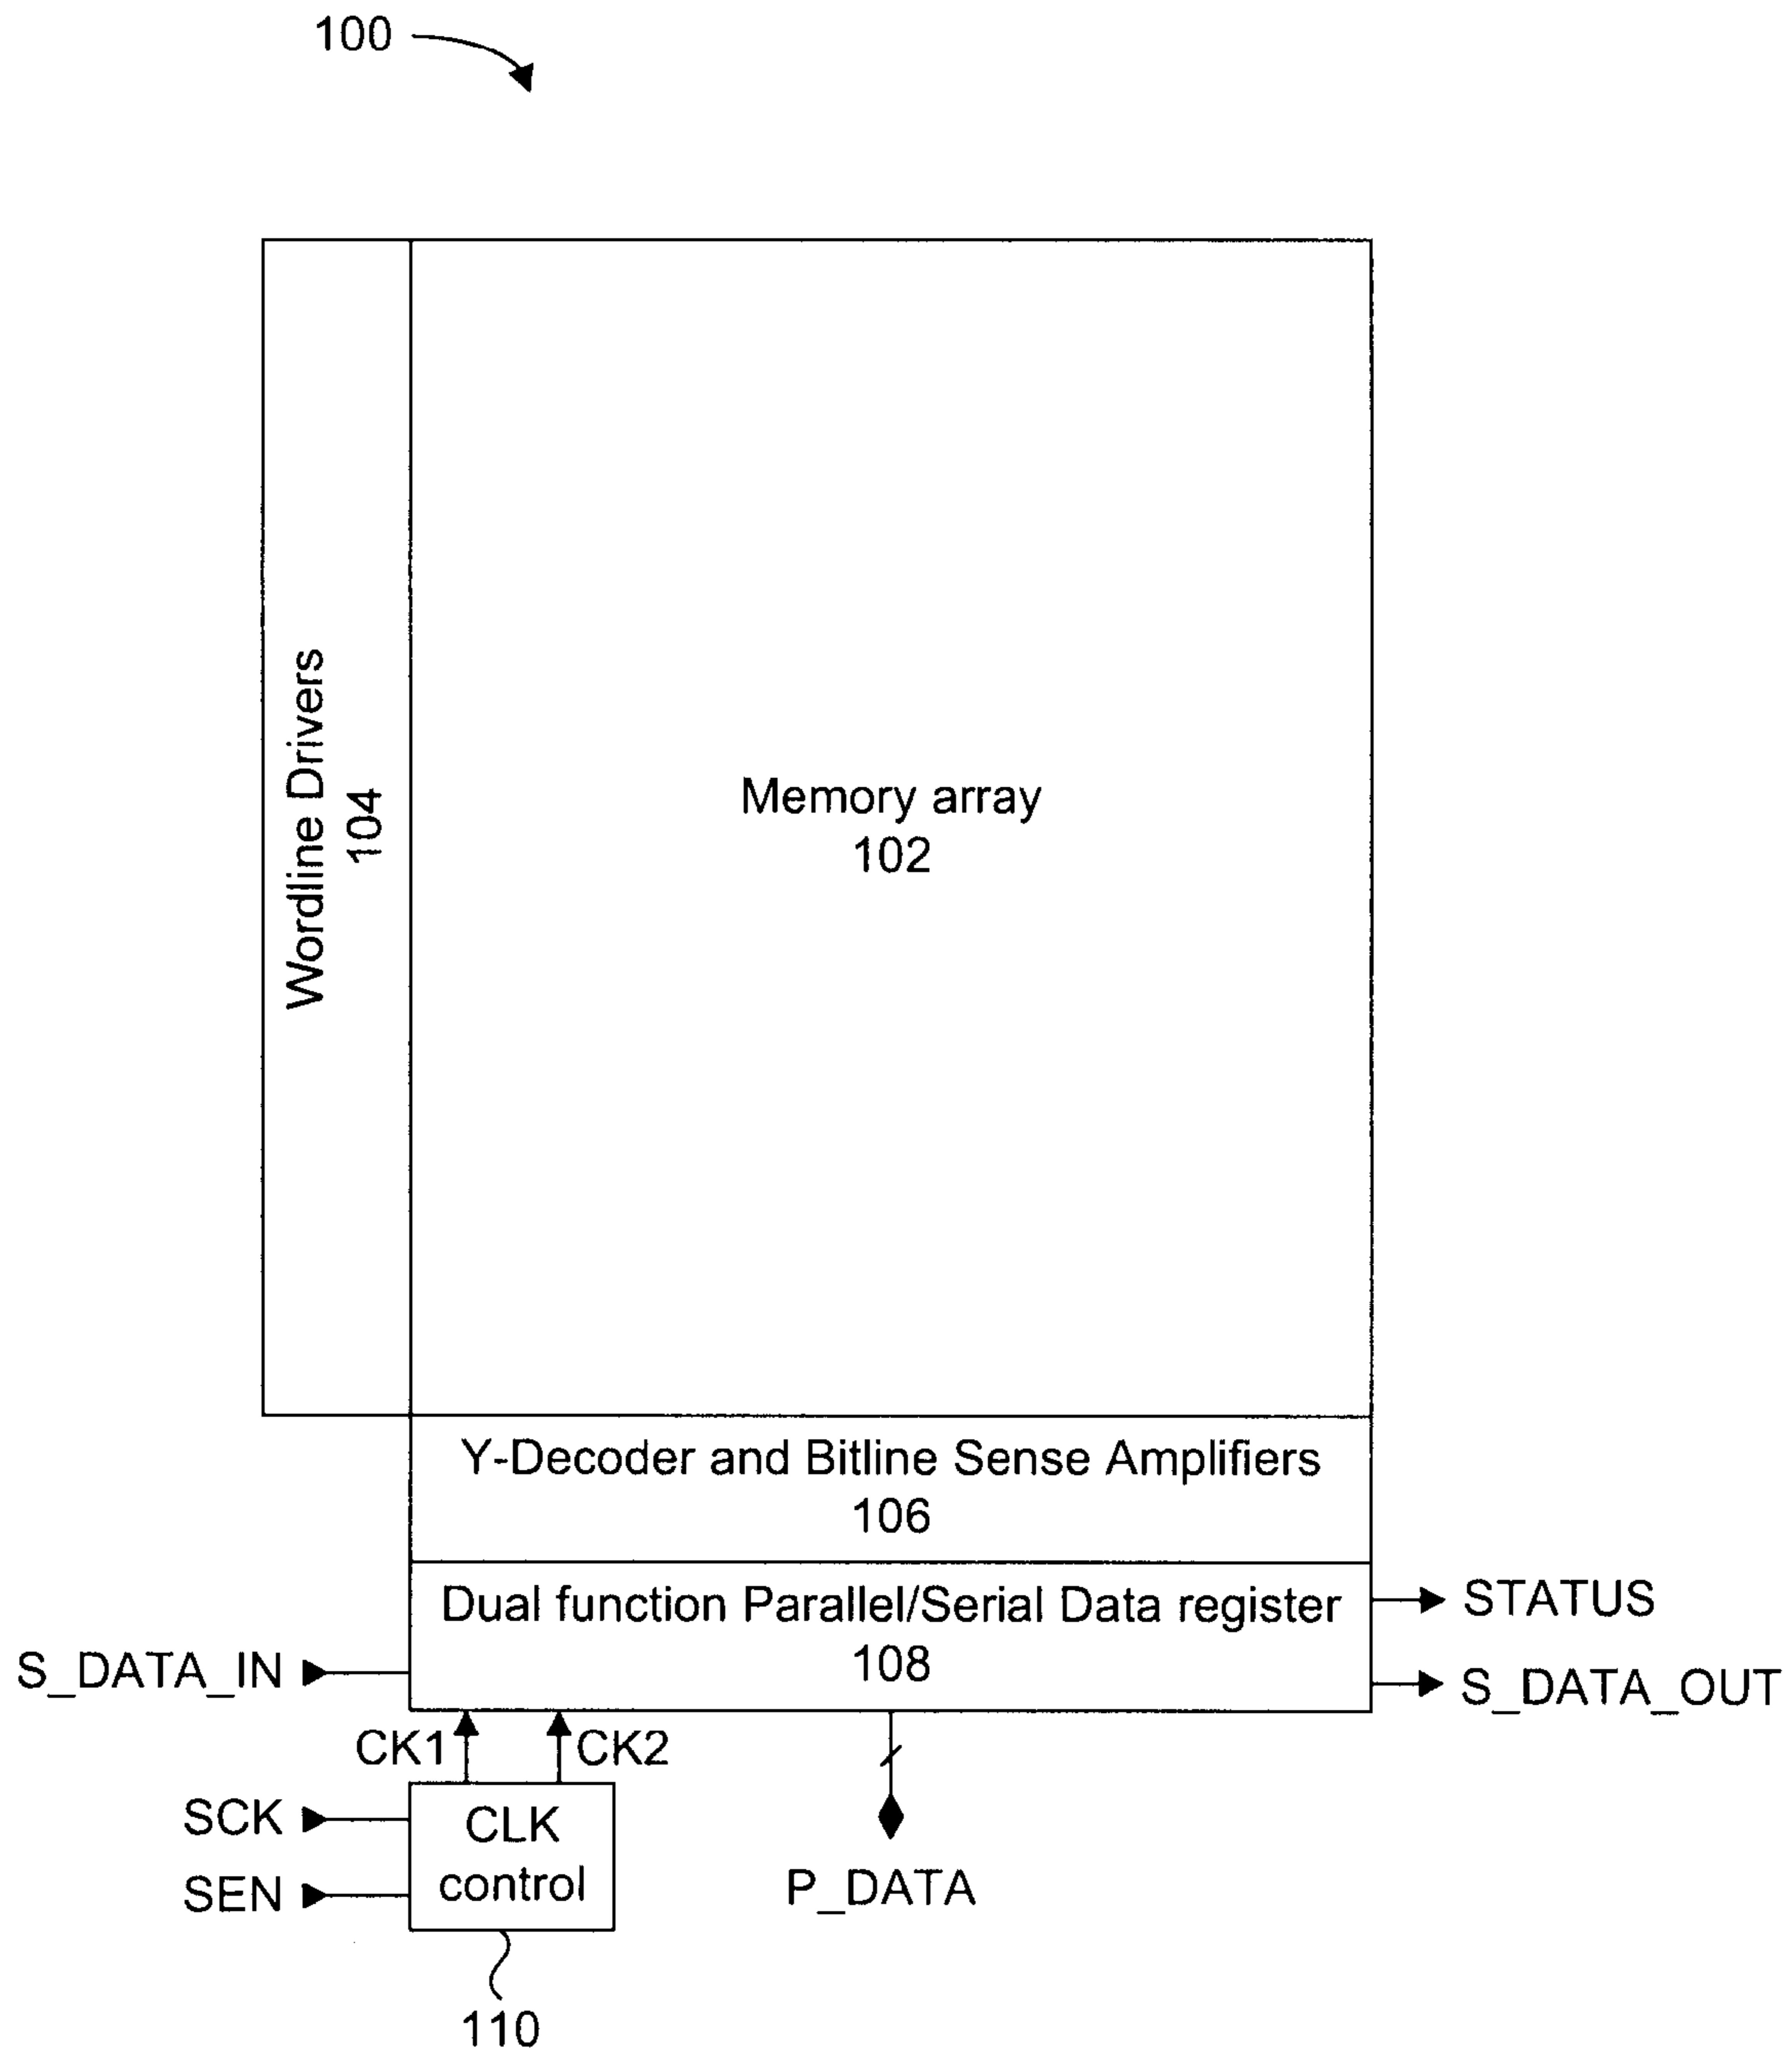 100
Wordline Drivers
104
Memory array
102
Y-Decoder and Bitline Sense Amplifiers
106
Dual function Parallel/Serial Data register
108
STATUS
S_DATA_IN
S_DATA_OUT
CK1
CK2
SCK
CLK
control
SEN
P_DATA
110